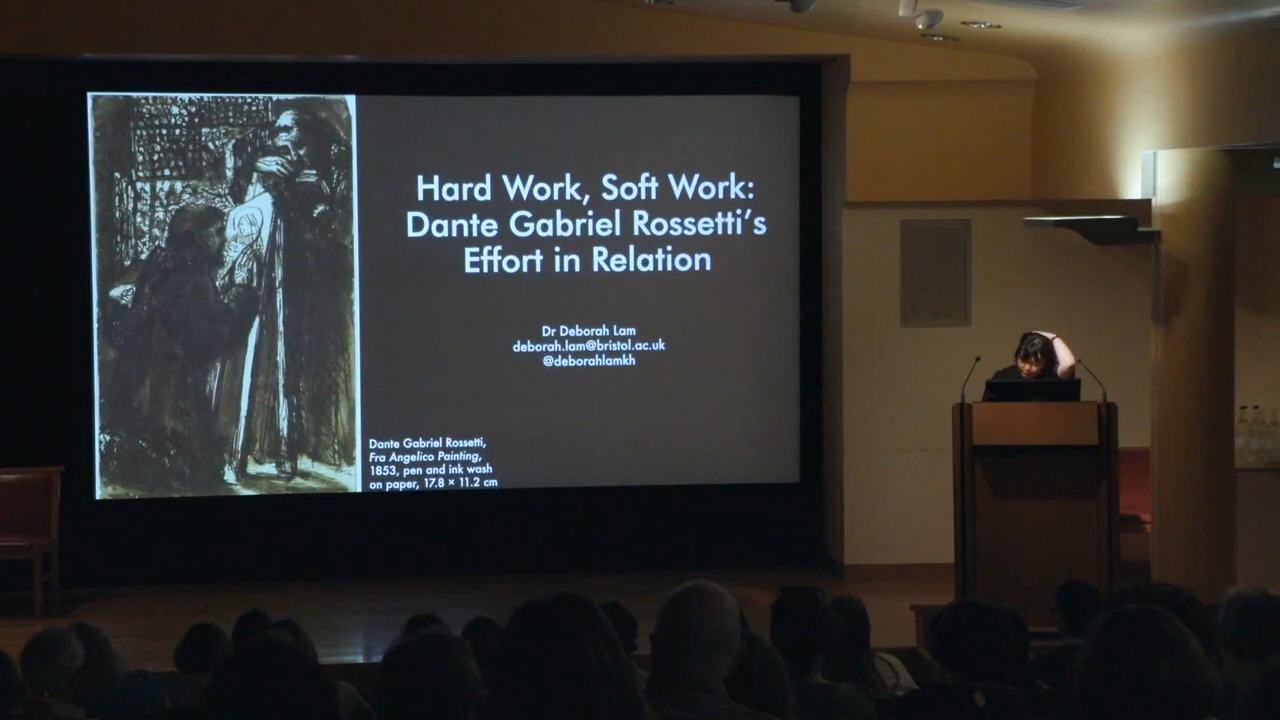 Hard Work, Soft Work:
Dante Gabriel Rossetti’s
Effort in Relation
Dr Deborah Lam
deborah.lam@bristol.ac.uk
@deborahlamkh
Dante Gabriel Rossetti,
Fra Angelico Painting,
1853, pen and ink wash
on paper, 17.8 × 11.2 cm